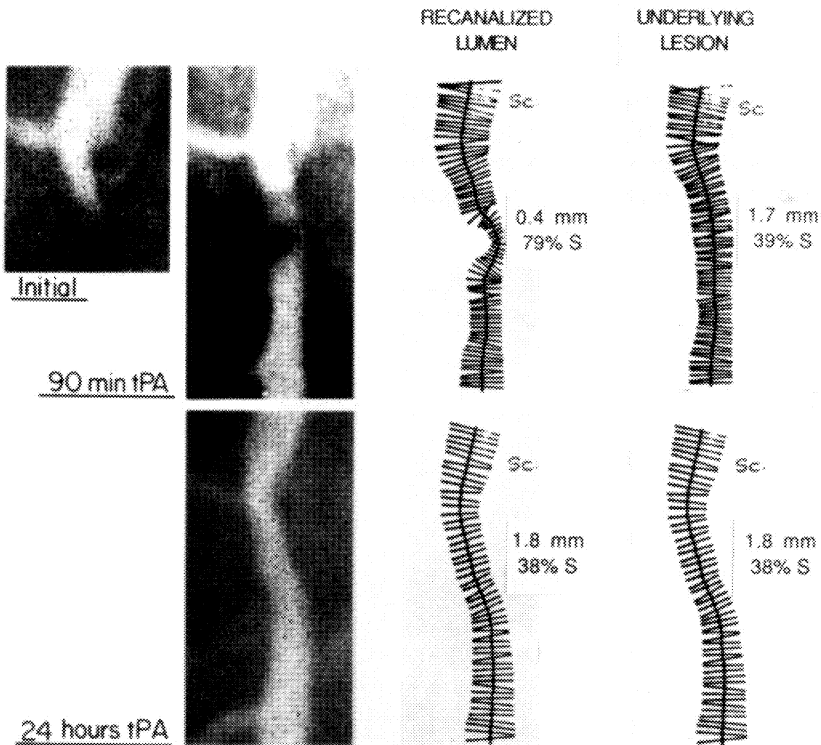 RECANALIZED
LUMEN
UNDERLYING
LESION
Sc
Sc
0.4 mm
79% S
1.7 mm
39% S
Initial
90 min tPA
Sc
Sc
1.8 mm
38% S
1.8 mm
38% S
24 hours tPA